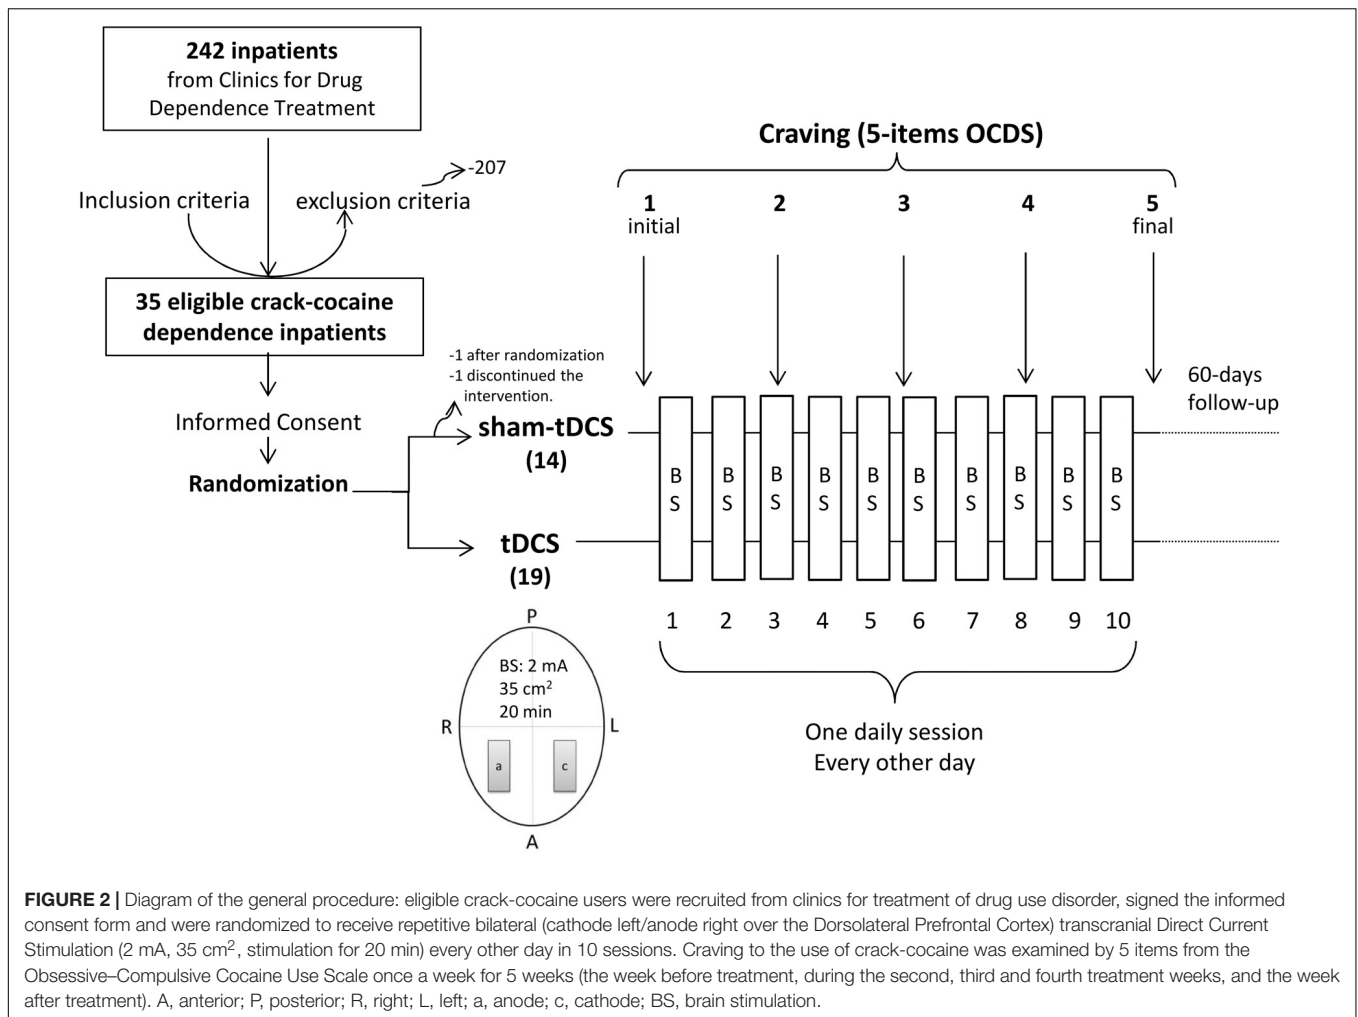 242 inpatients
from Clinics for Drug
Dependence Treatment
-207
Inclusion criteria
exclusion criteria
35 eligible crack-cocaine
dependence inpatients
Informed Consent
Randomization
-1 after randomization
-1 discontinued the
intervention.
sham-tDCS
(14)
tDCS
(19)
P
BS: 2 mA
35 cm²
20 min
R
L
a
c
A
Craving (5-items OCDS)
1 2 3 4 5
initial
final
60-days
follow-up
B B B B B B B B B B
S S S S S S S S S S
1 2 3 4 5 6 7 8 9 10
One daily session
Every other day
FIGURE 2 | Diagram of the general procedure: eligible crack-cocaine users were recruited from clinics for treatment of drug use disorder, signed the informed
consent form and were randomized to receive repetitive bilateral (cathode left/anode right over the Dorsolateral Prefrontal Cortex) transcranial Direct Current
Stimulation (2 mA, 35 cm², stimulation for 20 min) every other day in 10 sessions. Craving to the use of crack-cocaine was examined by 5 items from the
Obsessive–Compulsive Cocaine Use Scale once a week for 5 weeks (the week before treatment, during the second, third and fourth treatment weeks, and the week
after treatment). A, anterior; P, posterior; R, right; L, left; a, anode; c, cathode; BS, brain stimulation.